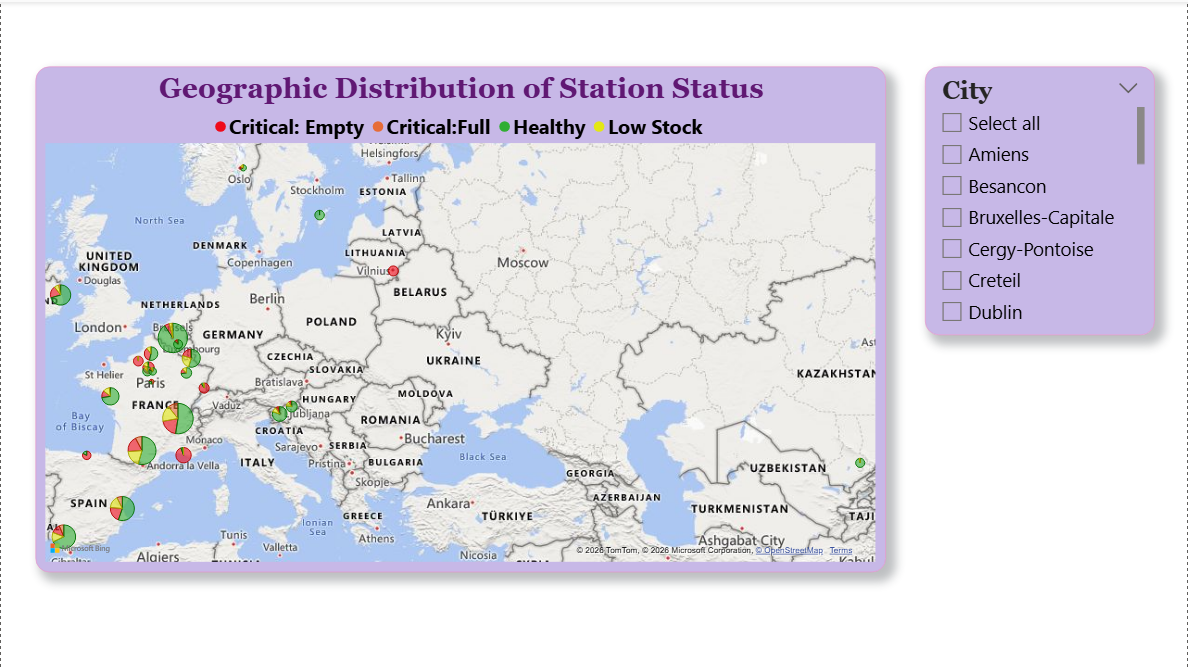 Geographic Distribution of Station Status
Critical: Empty Critical:Full Healthy Low Stock
Helsingfors
Oslo
Stockholm
Tallinn
ESTONIA
North Sea
LATVIA
DENMARK
LITHUANIA
Moscow
UNITED
KINGDOM
Copenhagen
Vilnius
Douglas
BELARUS
NETHERLANDS
Berlin
London
POLAND
GERMANY
Kyiv
CZECHIA
UKRAINE
SLOVAKIA
St Helier
Paris
Bratislava
KAZAKHSTAN
FRANCE
Vaduz
HUNGARY
MOLDOVA
Bay
of Biscay
ROMANIA
CROATIA
Monaco
Sarajevo
SERBIA
Bucharest
Black Sea
Andorra la Vella
ITALY
Pristina
BULGARIA
UZBEKISTAN
GEORGIA
Skopje
SPAIN
AZERBAIJAN
Ankara
TÜRKIYE
TURKMENISTAN
GREECE
Ionian
Sea
Tunis
Athens
Valletta
Ashgabat City
Algiers
Nicosia
Microsoft Bing
© 2026 TomTom, © 2026 Microsoft Corporation, © OpenStreetMap Terms
City
Select all
Amiens
Besancon
Bruxelles-Capitale
Cergy-Pontoise
Creteil
Dublin